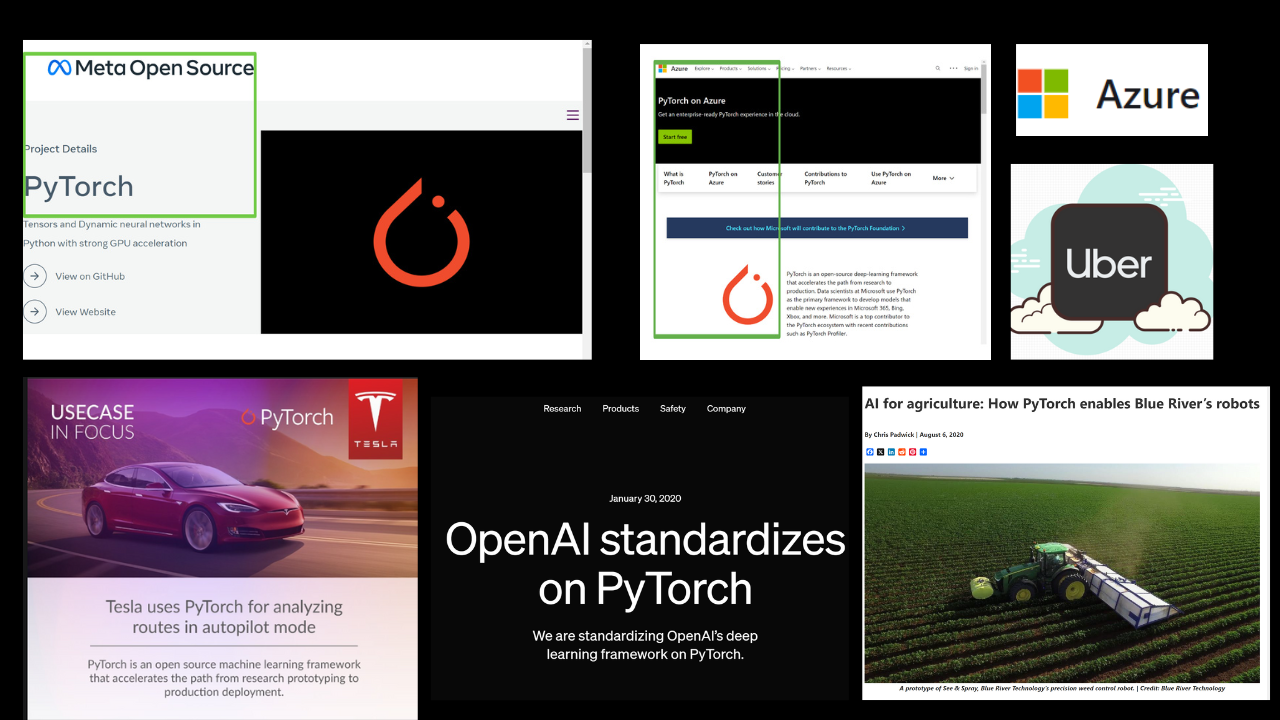 Meta Open Source
Project Details
PyTorch
Tensors and Dynamic neural networks in
Python with strong GPU acceleration
View on GitHub
View Website
Azure Explore Products Solutions Pricing Partners Resources Sign in
PyTorch on Azure
Get an enterprise-ready PyTorch experience in the cloud.
Start free
What is PyTorch
PyTorch on Azure
Customer stories
Contributions to PyTorch
Use PyTorch on Azure
More
Check out how Microsoft will contribute to the PyTorch Foundation
PyTorch is an open-source deep-learning framework
that accelerates the path from research to
production. Data scientists at Microsoft use PyTorch
as the primary framework to develop models that
enable new experiences in Microsoft 365, Bing,
Xbox, and more. Microsoft is a top contributor to
the PyTorch ecosystem with recent contributions
such as PyTorch Profiler.
Azure
Uber
USECASE
IN FOCUS
PyTorch
TESLA
Tesla uses PyTorch for analyzing
routes in autopilot mode
PyTorch is an open source machine learning framework
that accelerates the path from research prototyping to
production deployment.
Research Products Safety Company
January 30, 2020
OpenAI standardizes
on PyTorch
We are standardizing OpenAI's deep
learning framework on PyTorch.
AI for agriculture: How PyTorch enables Blue River's robots
By Chris Padwick | August 6, 2020
A prototype of See & Spray, Blue River Technology's precision weed control robot. | Credit: Blue River Technology